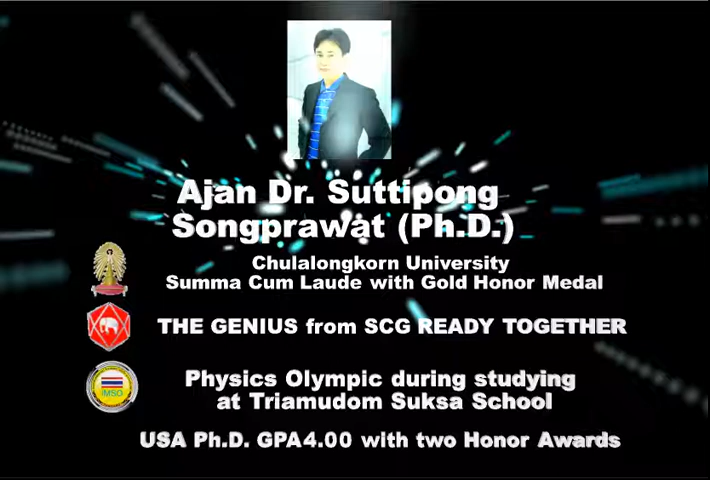 Ajan Dr. Suttipong
Songprawat (Ph.D.)
Chulalongkorn University
Summa Cum Laude with Gold Honor Medal
THE GENIUS from SCG READY TOGETHER
Physics Olympic during studying
at Triamudom Suksa School
IMSO
USA Ph.D. GPA4.00 with two Honor Awards